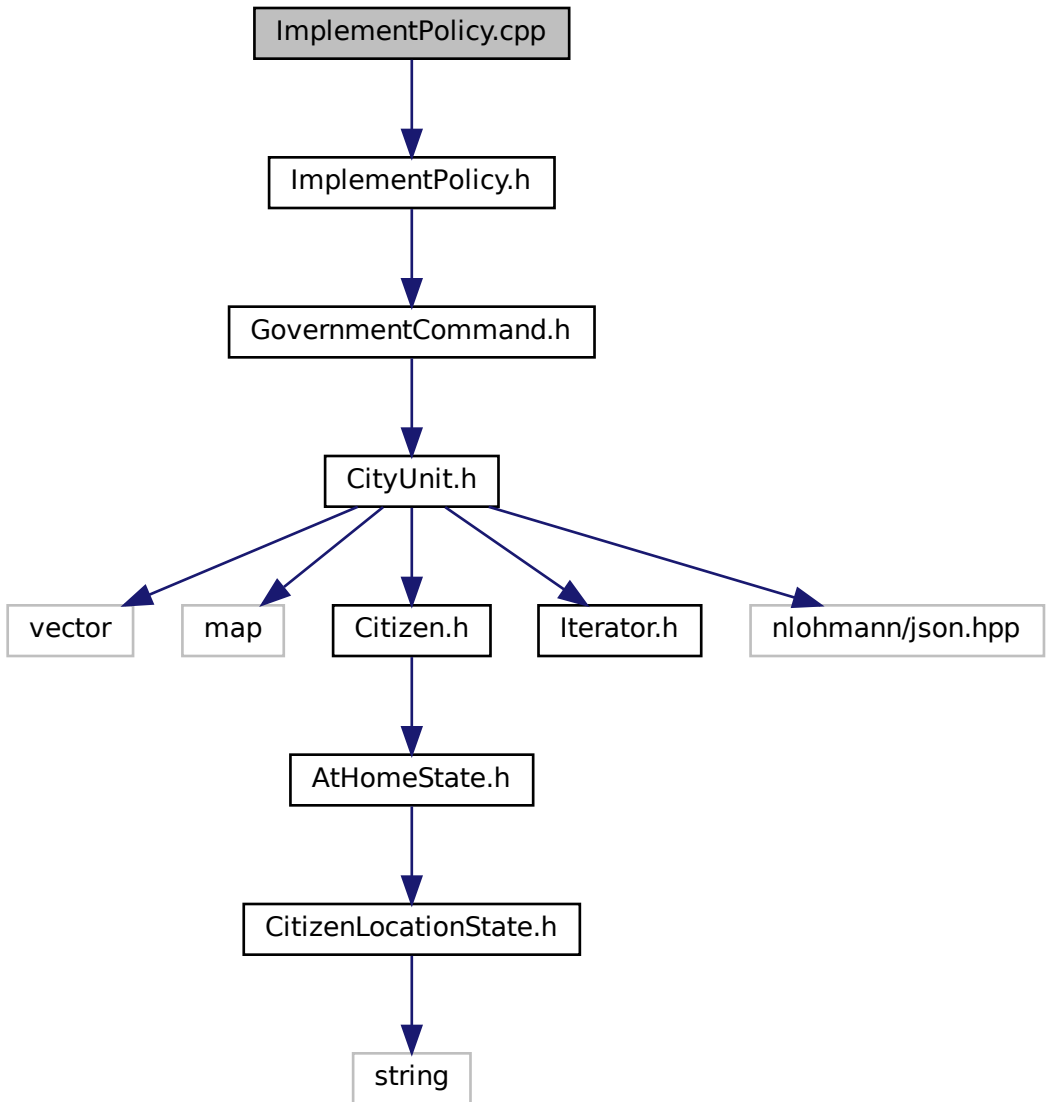 ImplementPolicy.cpp
ImplementPolicy.h
GovernmentCommand.h
CityUnit.h
vector
map
Citizen.h
Iterator.h
nlohmann/json.hpp
AtHomeState.h
CitizenLocationState.h
string